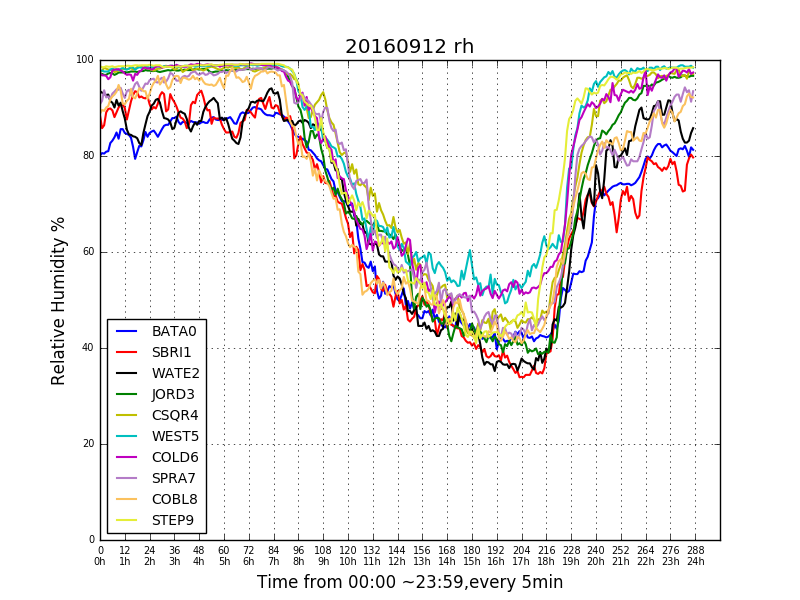 20160912 rh
Relative Humidity %
100
80
60
40
20
0
BATA0
SBRI1
WATE2
JORD3
CSQR4
WEST5
COLD6
SPRA7
COBL8
STEP9
0 12 24 36 48 60 72 84 96 108 120 132 144 156 168 180 192 204 216 228 240 252 264 276 288
0h 1h 2h 3h 4h 5h 6h 7h 8h 9h 10h 11h 12h 13h 14h 15h 16h 17h 18h 19h 20h 21h 22h 23h 24h
Time from 00:00 ~23:59,every 5min